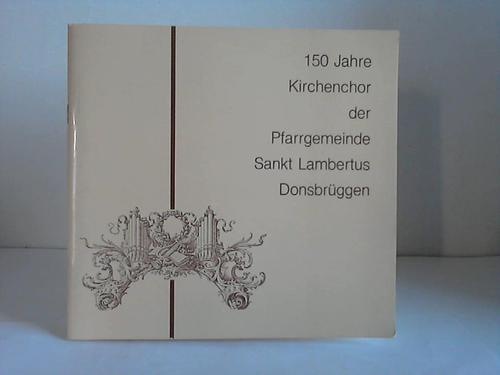 150 Jahre
Kirchenchor
der
Pfarrgemeinde
Sankt Lambertus
Donsbrüggen